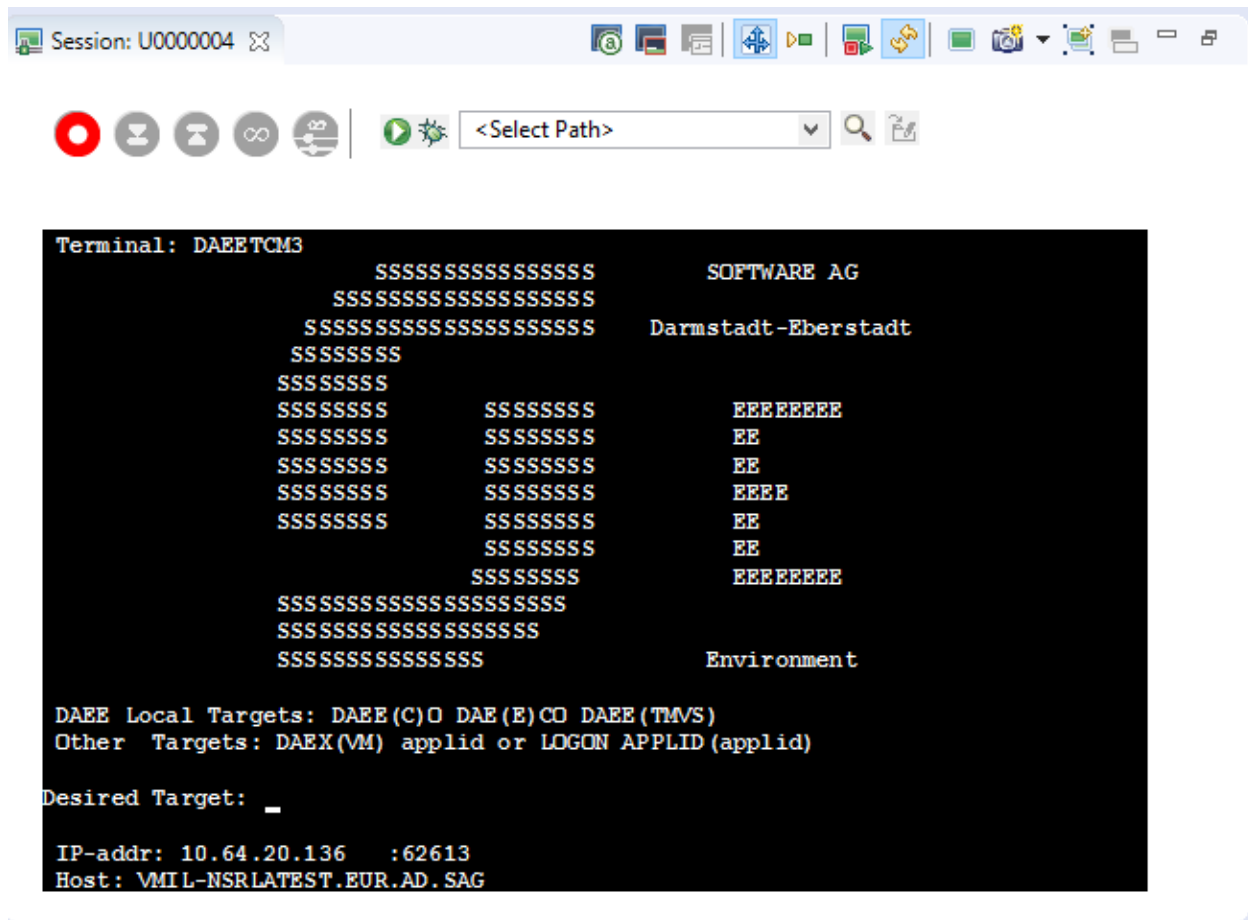 Session: U0000004
<Select Path>
Terminal: DAEETCM3
SSSSSSSSSSSSSSSS SOFTWARE AG
SSSSSSSSSSSSSSSSSSS
SSSSSSSSSSSSSSSSSSSSS Darmstadt-Eberstadt
SSSSSSSS
SSSSSSSS
SSSSSSSS SSSSSSSS EEEEEEEE
SSSSSSSS SSSSSSSS EE
SSSSSSSS SSSSSSSS EE
SSSSSSSS SSSSSSSS EEEE
SSSSSSSS SSSSSSSS EE
SSSSSSSS EE
SSSSSSSS EEEEEEEE
SSSSSSSSSSSSSSSSSSSSS
SSSSSSSSSSSSSSSSSSS
SSSSSSSSSSSSSSS Environment
DAEE Local Targets: DAEE(C)O DAE(E)CO DAEE(TMVS)
Other Targets: DAEX(VM) applid or LOGON APPLID(applid)
Desired Target: _
IP-addr: 10.64.20.136 :62613
Host: VMIL-NSRLATEST.EUR.AD.SAG